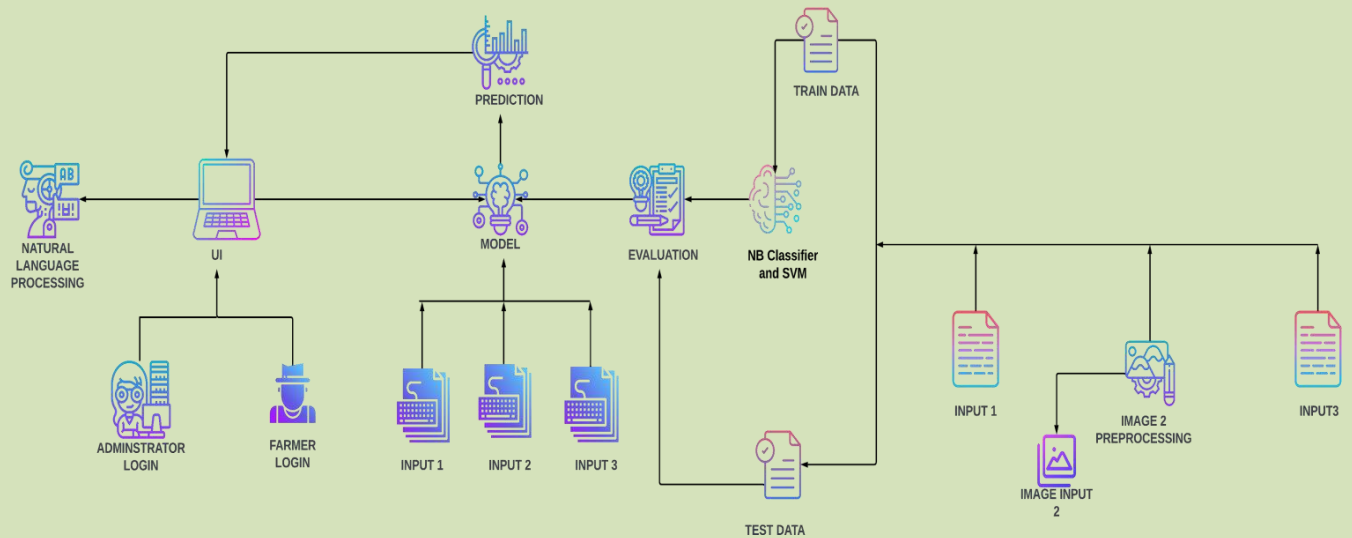 PREDICTION
TRAIN DATA
AB
NATURAL
LANGUAGE
PROCESSING
UI
MODEL
EVALUATION
NB Classifier
and SVM
ADMINSTRATOR
LOGIN
FARMER
LOGIN
INPUT 1
INPUT 2
INPUT 3
TEST DATA
INPUT 1
IMAGE 2
PREPROCESSING
IMAGE INPUT
2
INPUT3